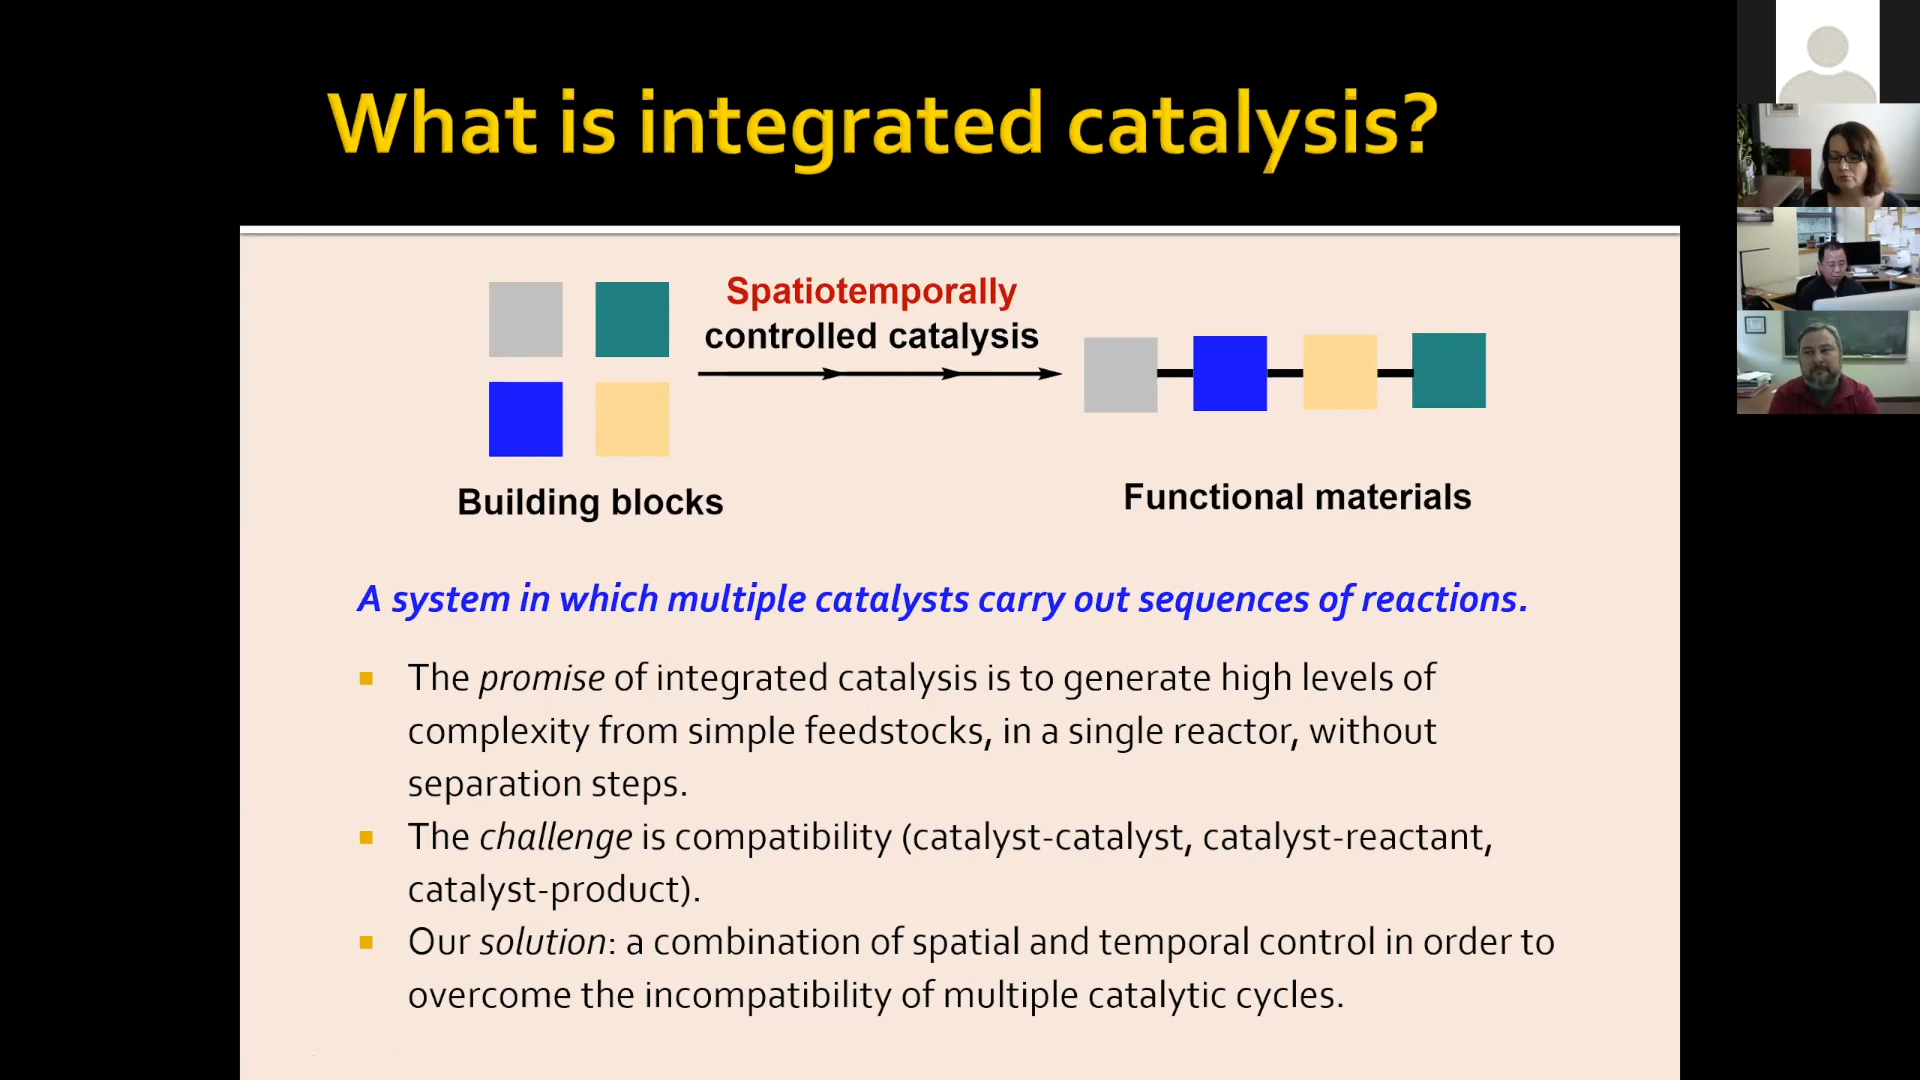 What is integrated catalysis?
Spatiotemporally
controlled catalysis
Building blocks
Functional materials
A system in which multiple catalysts carry out sequences of reactions.
The promise of integrated catalysis is to generate high levels of
complexity from simple feedstocks, in a single reactor, without
separation steps.
The challenge is compatibility (catalyst-catalyst, catalyst-reactant,
catalyst-product).
Our solution: a combination of spatial and temporal control in order to
overcome the incompatibility of multiple catalytic cycles.